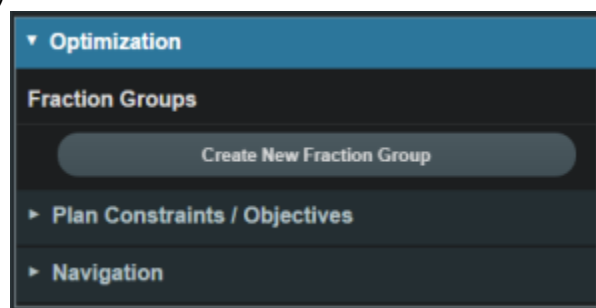 Optimization
Fraction Groups
Create New Fraction Group
Plan Constraints / Objectives
Navigation